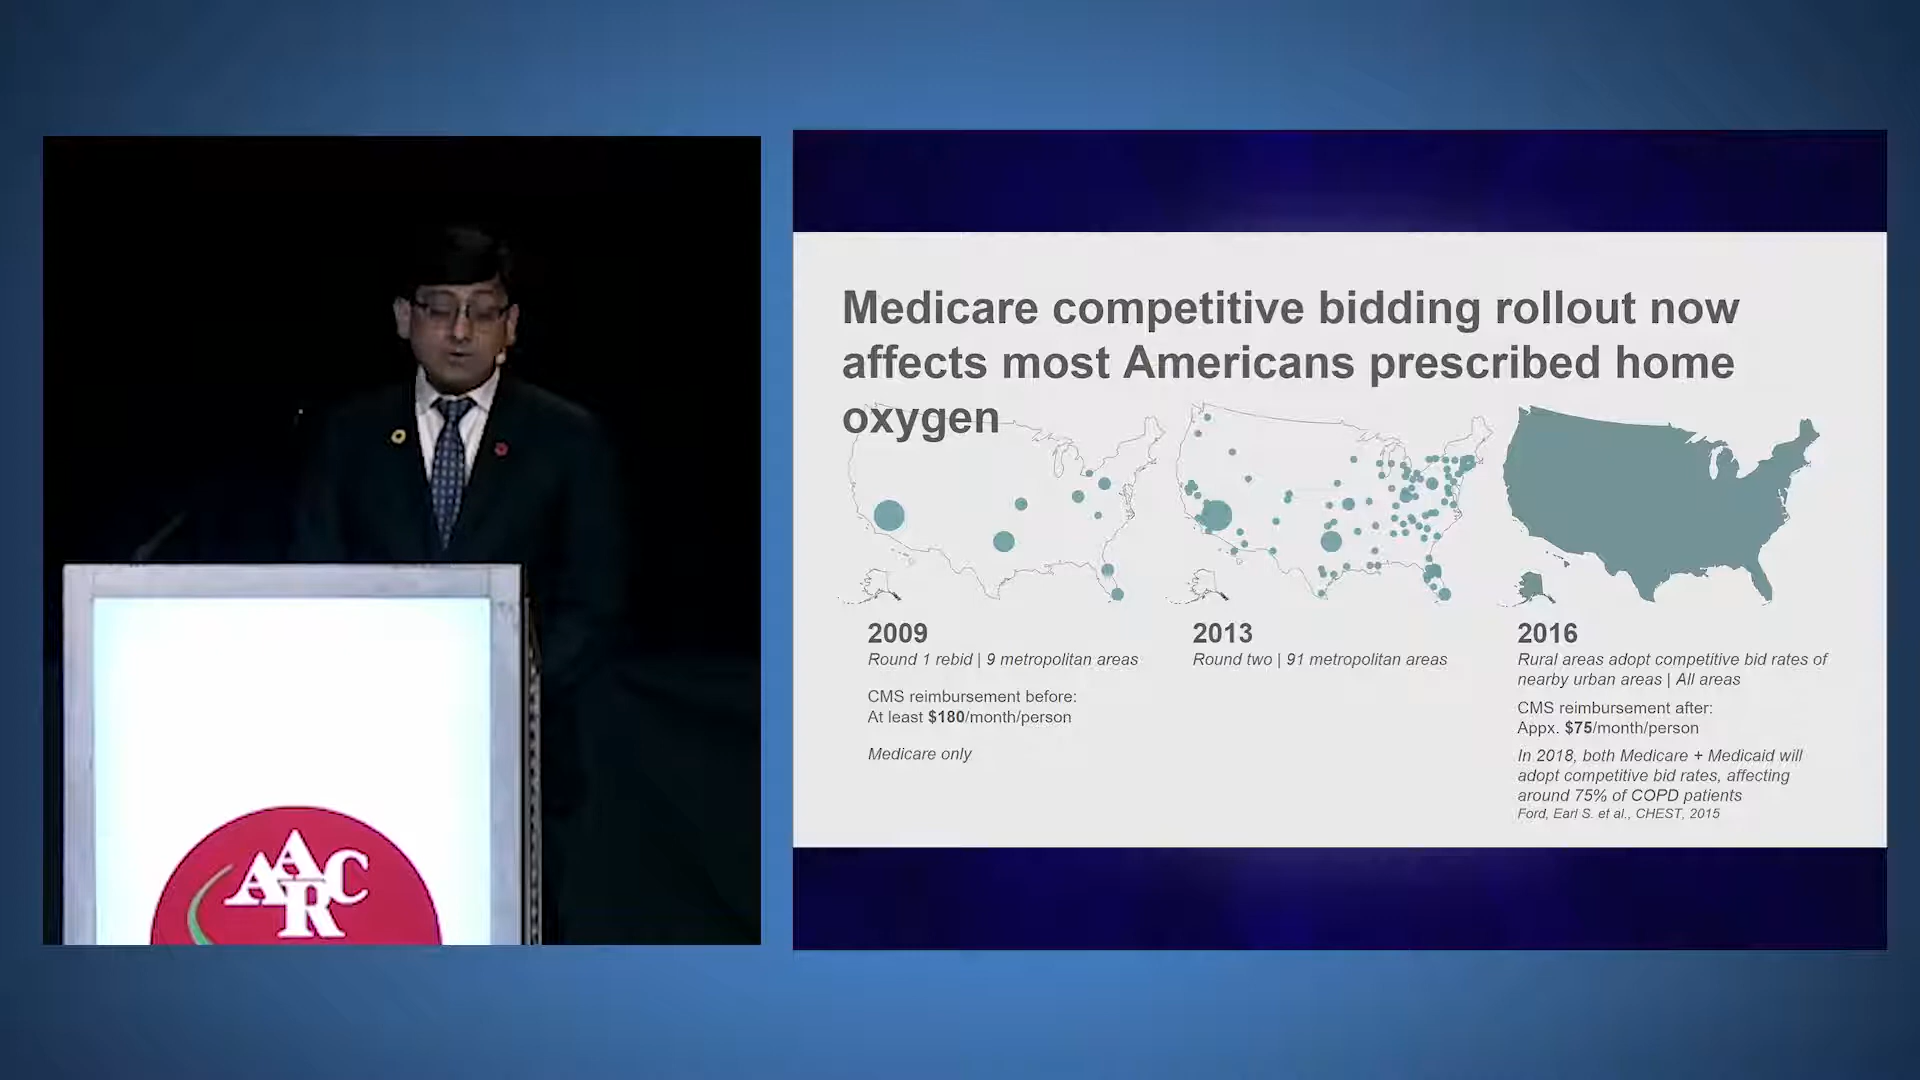 Medicare competitive bidding rollout now
affects most Americans prescribed home
oxygen
2009
Round 1 rebid | 9 metropolitan areas
CMS reimbursement before:
At least $180/month/person
Medicare only
2013
Round two | 91 metropolitan areas
2016
Rural areas adopt competitive bid rates of
nearby urban areas | All areas
CMS reimbursement after:
Appx. $75/month/person
In 2018, both Medicare + Medicaid will
adopt competitive bid rates, affecting
around 75% of COPD patients
Ford, Earl S. et al., CHEST, 2015
AARC